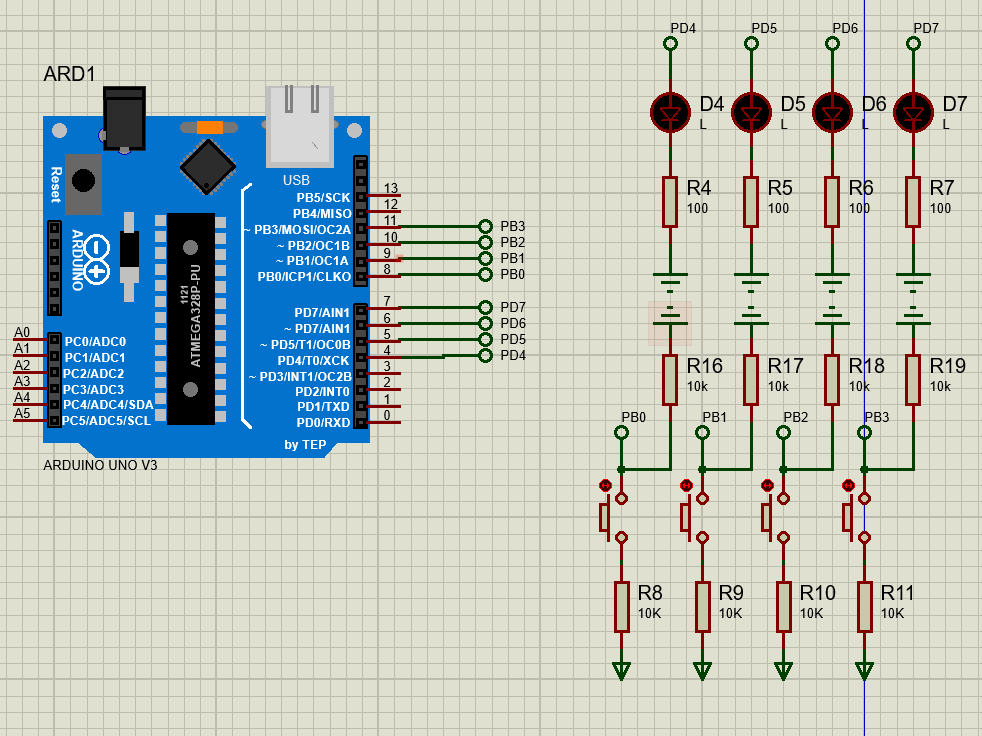 ARD1
Reset
ARDUINO
1121
ATMEGA328P-PU
USB
PB5/SCK 13
PB4/MISO 12
~ PB3/MOSI/OC2A 11
~ PB2/OC1B 10
~ PB1/OC1A 9
PB0/ICP1/CLKO 8
PD7/AIN1 7
~ PD7/AIN1 6
~ PD5/T1/OC0B 5
PD4/T0/XCK 4
~ PD3/INT1/OC2B 3
PD2/INT0 2
PD1/TXD 1
PD0/RXD 0
A0 PC0/ADC0
A1 PC1/ADC1
A2 PC2/ADC2
A3 PC3/ADC3
A4 PC4/ADC4/SDA
A5 PC5/ADC5/SCL
by TEP
ARDUINO UNO V3
PB3
PB2
PB1
PB0
PD7
PD6
PD5
PD4
PD4 PD5 PD6 PD7
D4 D5 D6 D7
L L L L
R4 R5 R6 R7
100 100 100 100
R16 R17 R18 R19
10k 10k 10k 10k
PB0 PB1 PB2 PB3
R8 R9 R10 R11
10K 10K 10K 10K